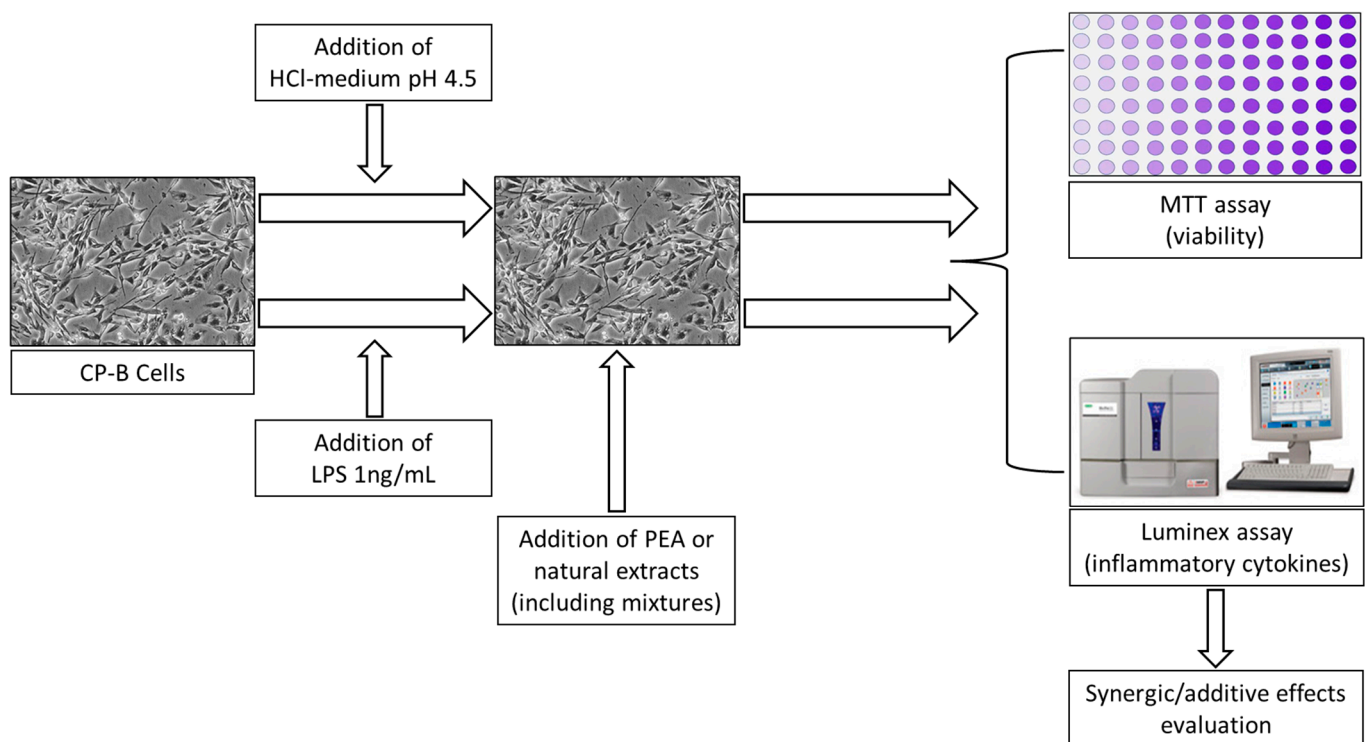 Addition of
HCl-medium pH 4.5
CP-B Cells
Addition of
LPS 1ng/mL
Addition of PEA or
natural extracts
(including mixtures)
MTT assay
(viability)
Luminex assay
(inflammatory cytokines)
Synergic/additive effects
evaluation